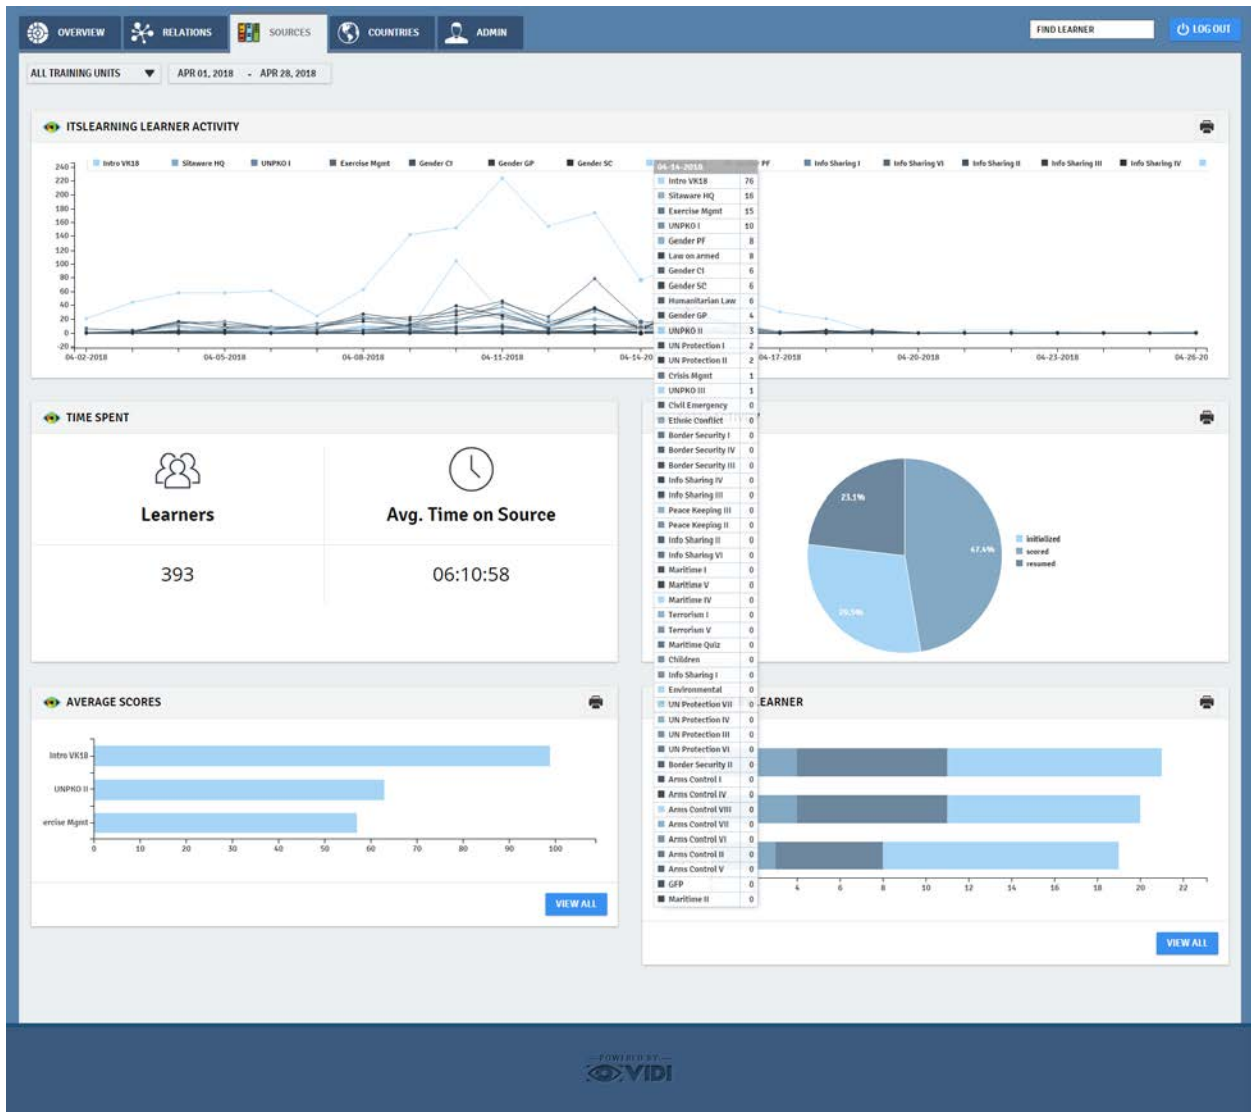 OVERVIEW RELATIONS SOURCES COUNTRIES ADMIN FIND LEARNER LOG OUT
ALL TRAINING UNITS APR 01, 2018 - APR 28, 2018
ITSLEARNING LEARNER ACTIVITY
Intro VK18 Sitaware HQ UNPKO I Exercise Mgmt Gender CI Gender GP Gender SC PF Info Sharing I Info Sharing VI Info Sharing II Info Sharing III Info Sharing IV
240
220
200
180
160
140
120
100
80
60
40
20
0
-20
04-02-2018 04-05-2018 04-08-2018 04-11-2018 04-14-20 04-17-2018 04-20-2018 04-23-2018 04-26-20
04-14-2018
Intro VK18 76
Sitaware HQ 16
Exercise Mgmt 15
UNPKO I 10
Gender PF 8
Law on armed 8
Gender CI 6
Gender SC 6
Humanitarian Law 6
Gender GP 4
UNPKO II 3
UN Protection I 2
UN Protection II 2
Crisis Mgmt 1
UNPKO III 1
Civil Emergency 0
Ethnic Conflict 0
Border Security I 0
Border Security IV 0
Border Security III 0
Info Sharing IV 0
Info Sharing III 0
Peace Keeping III 0
Peace Keeping II 0
Info Sharing II 0
Info Sharing VI 0
Maritime I 0
Maritime V 0
Maritime IV 0
Terrorism I 0
Terrorism V 0
Maritime Quiz 0
Children 0
Info Sharing I 0
Environmental 0
UN Protection VII 0
UN Protection IV 0
UN Protection III 0
UN Protection VI 0
Border Security II 0
Arms Control I 0
Arms Control IV 0
Arms Control VIII 0
Arms Control VII 0
Arms Control VI 0
Arms Control II 0
Arms Control V 0
GFP 0
Maritime II 0
TIME SPENT
Learners Avg. Time on Source
393 06:10:58
23.1%
47.4%
29.5%
initialized
scored
resumed
AVERAGE SCORES
Intro VK18
UNPKO II
ercise Mgmt
0 10 20 30 40 50 60 70 80 90 100
VIEW ALL
EARNER
4 6 8 10 12 14 16 18 20 22
VIEW ALL
POWERED BY
VIDI